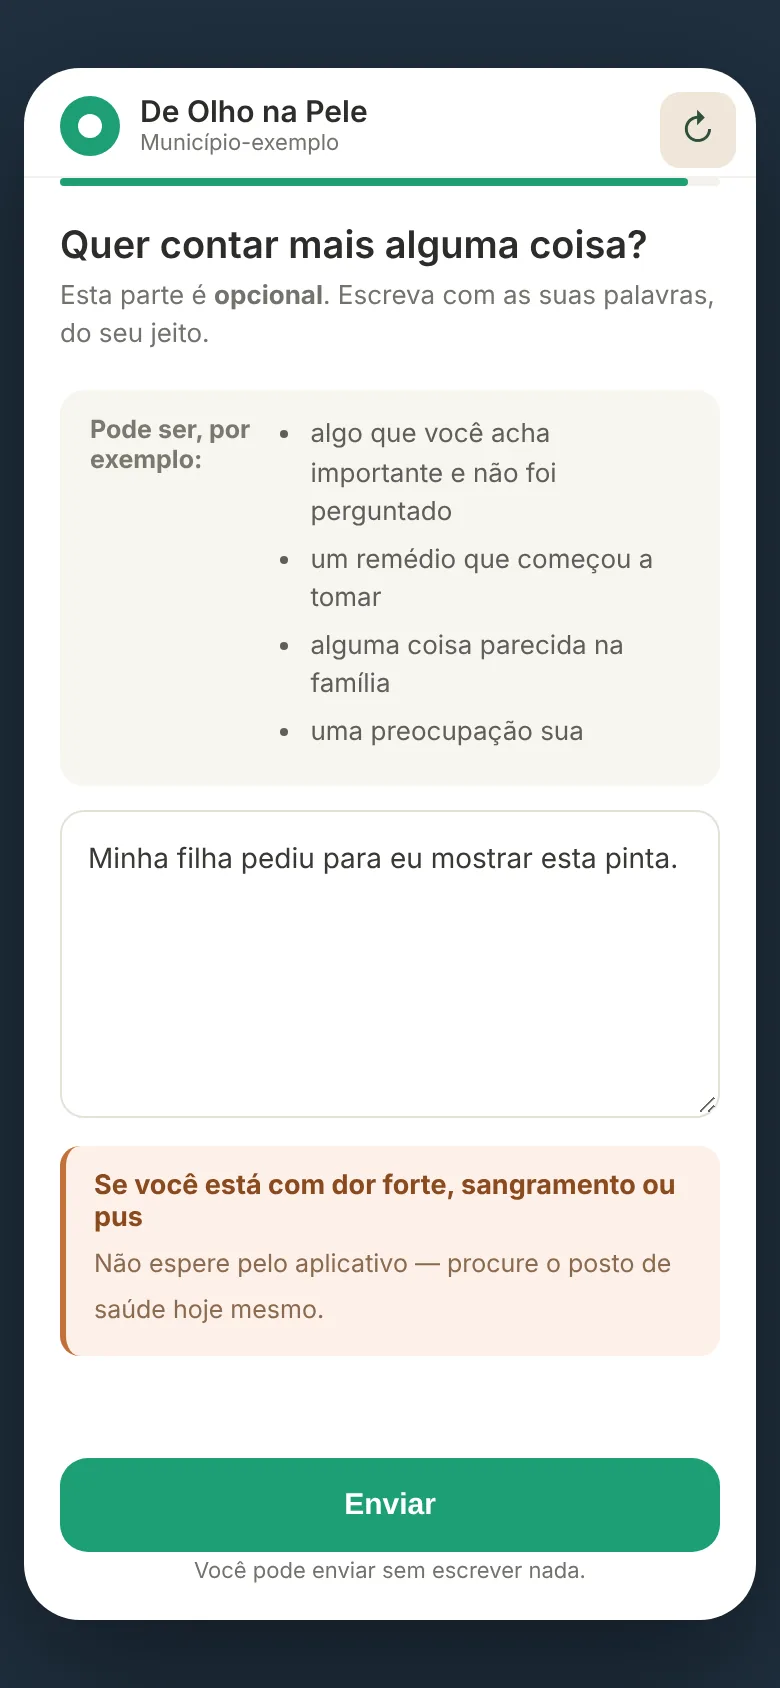 De Olho na Pele
Município-exemplo
Quer contar mais alguma coisa?
Esta parte é opcional. Escreva com as suas palavras,
do seu jeito.
Pode ser, por
exemplo:
• algo que você acha
importante e não foi
perguntado
• um remédio que começou a
tomar
• alguma coisa parecida na
família
• uma preocupação sua
Minha filha pediu para eu mostrar esta pinta.
Se você está com dor forte, sangramento ou
pus
Não espere pelo aplicativo — procure o posto de
saúde hoje mesmo.
Enviar
Você pode enviar sem escrever nada.